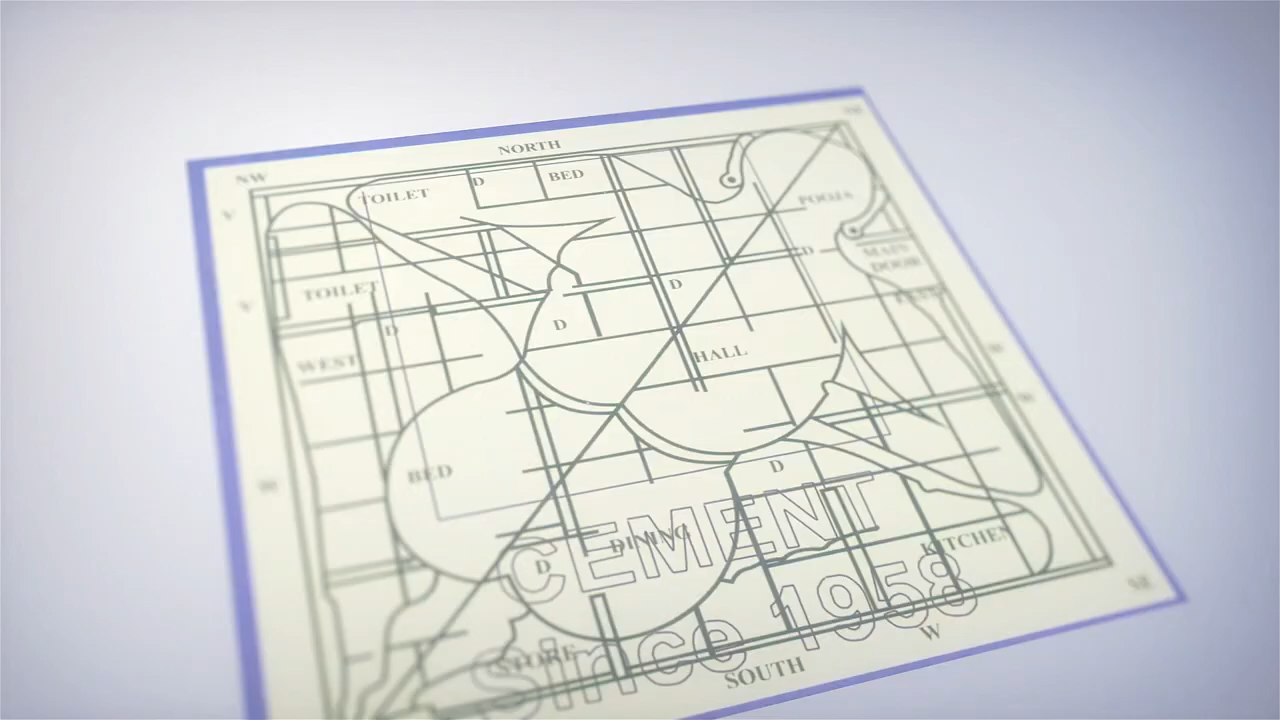 NORTH
NW
TOILET
D
BED
V
POOJA
D
MAIN
DOOR
TOILET
D
V
D
D
WEST
HALL
BED
D
CEMENT
DINING
KITCHEN
D
since 1958
STORE
W
SOUTH
SE